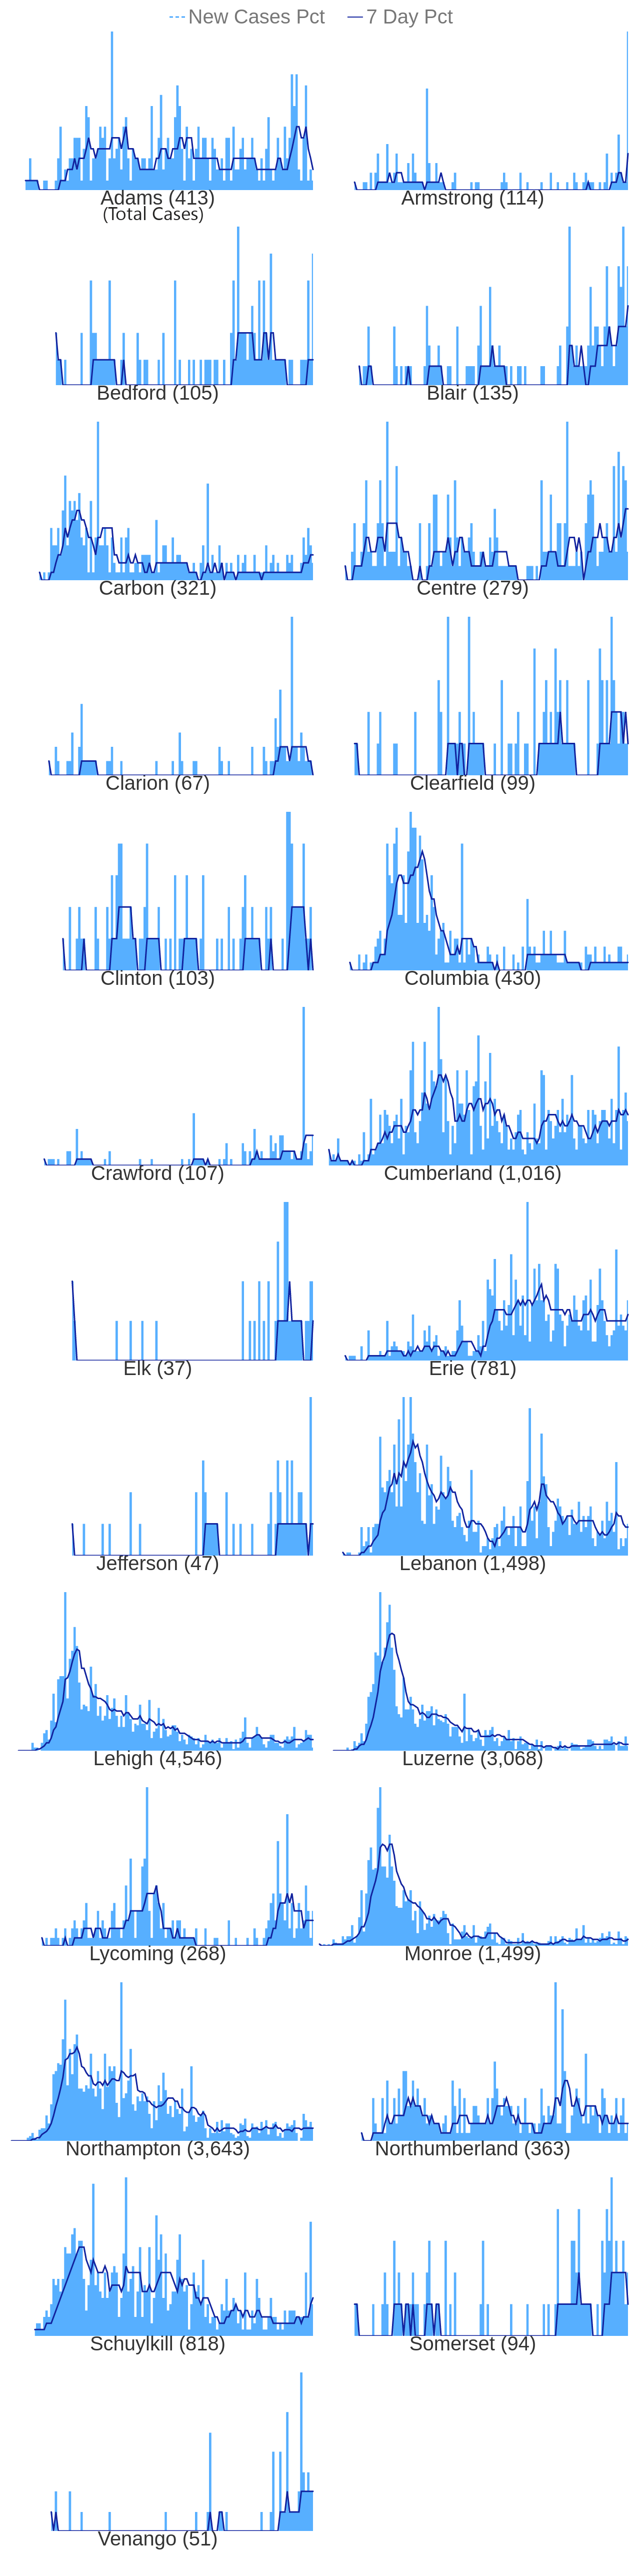 New Cases Pct 7 Day Pct
Adams (413) Armstrong (114)
(Total Cases)
Bedford (105) Blair (135)
Carbon (321) Centre (279)
Clarion (67) Clearfield (99)
Clinton (103) Columbia (430)
Crawford (107) Cumberland (1,016)
Elk (37) Erie (781)
Jefferson (47) Lebanon (1,498)
Lehigh (4,546) Luzerne (3,068)
Lycoming (268) Monroe (1,499)
Northampton (3,643) Northumberland (363)
Schuylkill (818) Somerset (94)
Venango (51)